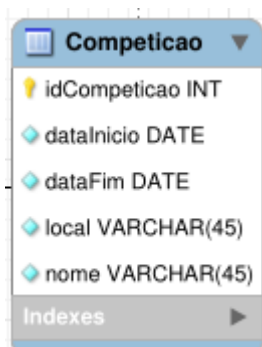 Competicao
idCompeticao INT
dataInicio DATE
dataFim DATE
local VARCHAR(45)
nome VARCHAR(45)
Indexes